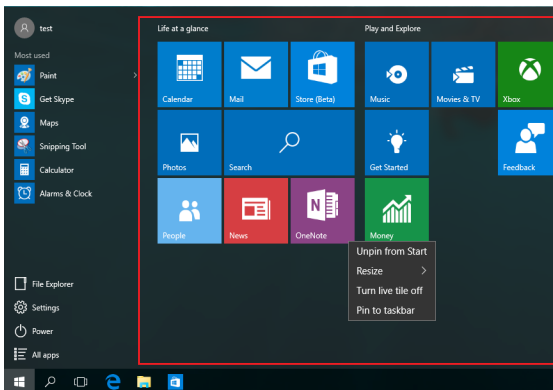 test
Most used
Paint
Get Skype
Maps
Snipping Tool
Calculator
Alarms & Clock
File Explorer
Settings
Power
All apps
Life at a glance
Calendar
Mail
Store (Beta)
Photos
Search
People
News
OneNote
Play and Explore
Music
Movies & TV
Xbox
Get Started
Feedback
Money
Unpin from Start
Resize
Turn live tile off
Pin to taskbar